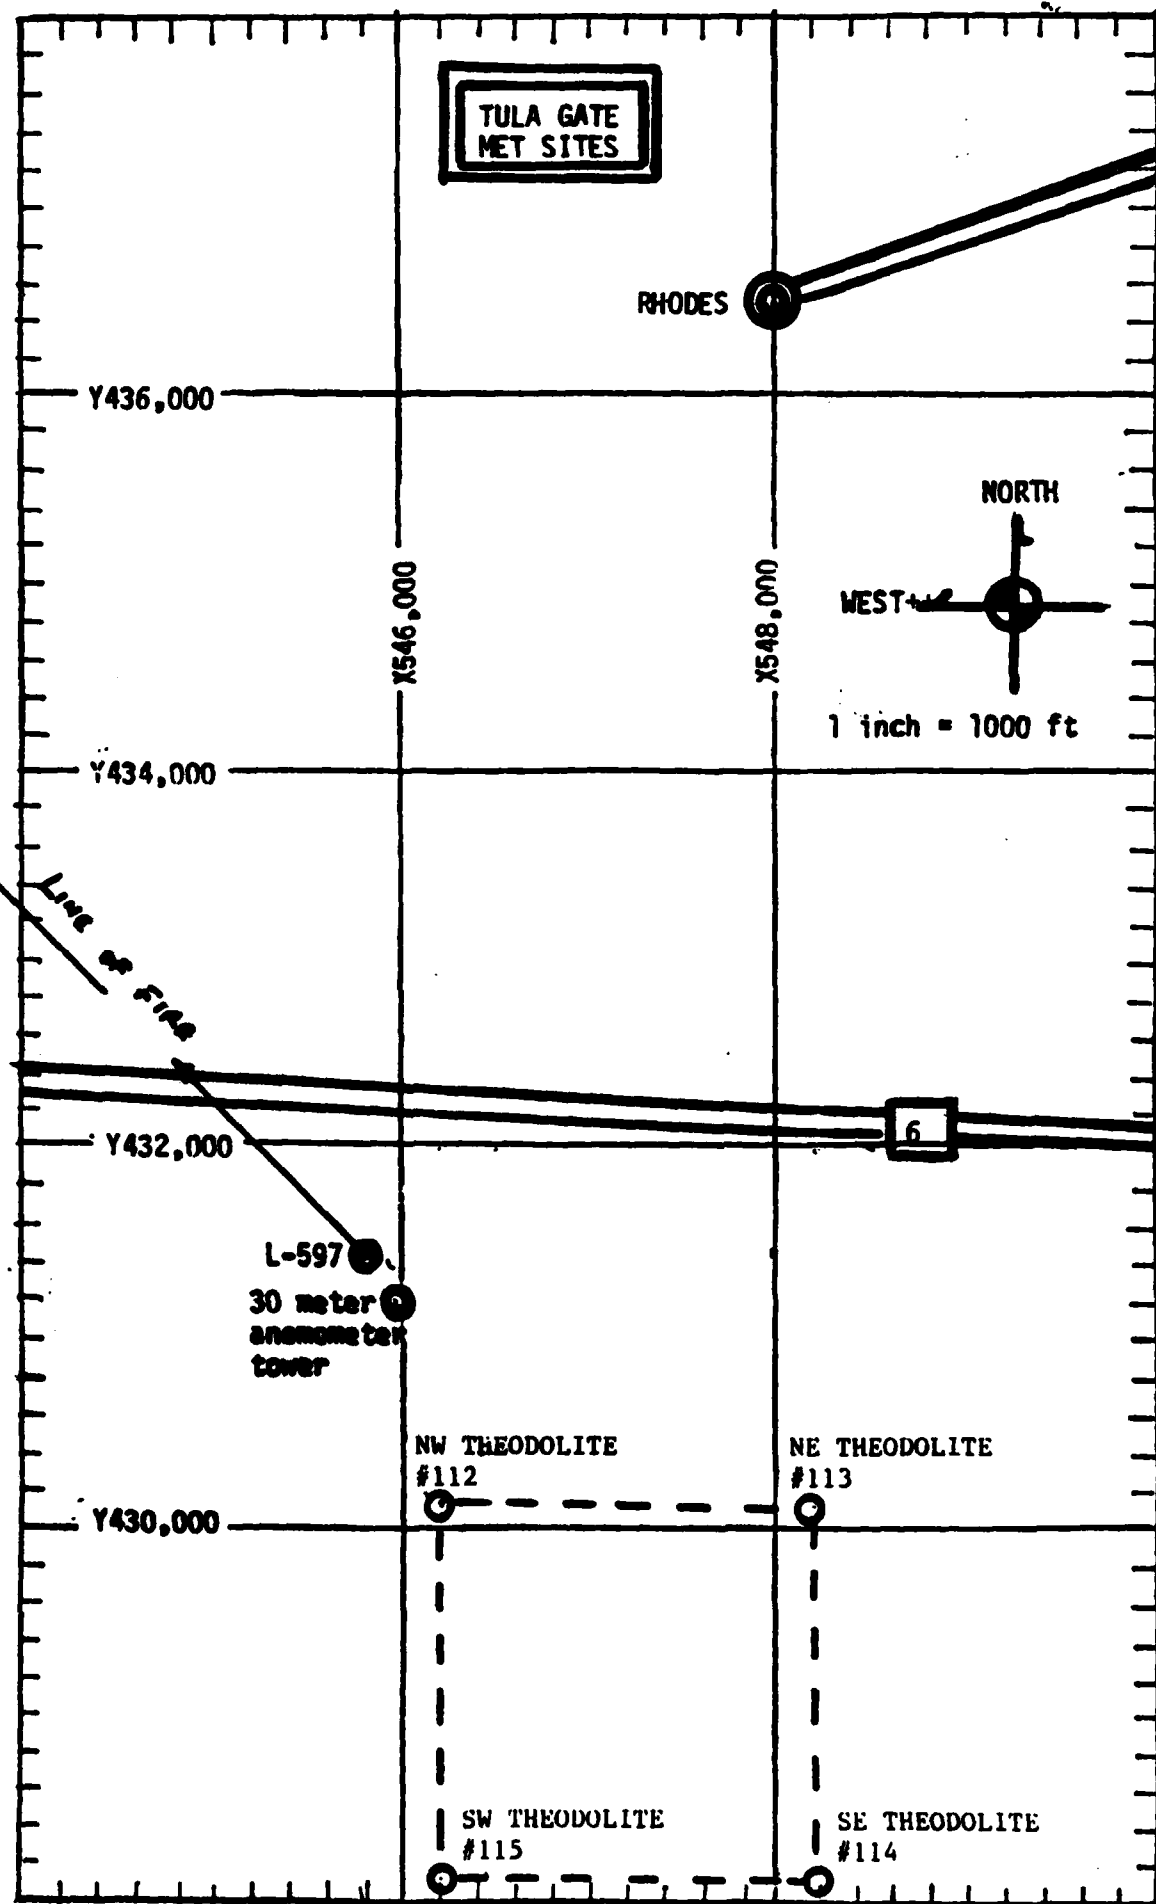 TULA GATE
MET SITES
RHODES
Y436,000
NORTH
X546,000
X548,000
WEST
1 inch = 1000 ft
Y434,000
LINE OF FIRE
Y432,000
6
L-597
30 meter
anemometer
tower
NW THEODOLITE
#112
NE THEODOLITE
#113
Y430,000
SW THEODOLITE
#115
SE THEODOLITE
#114